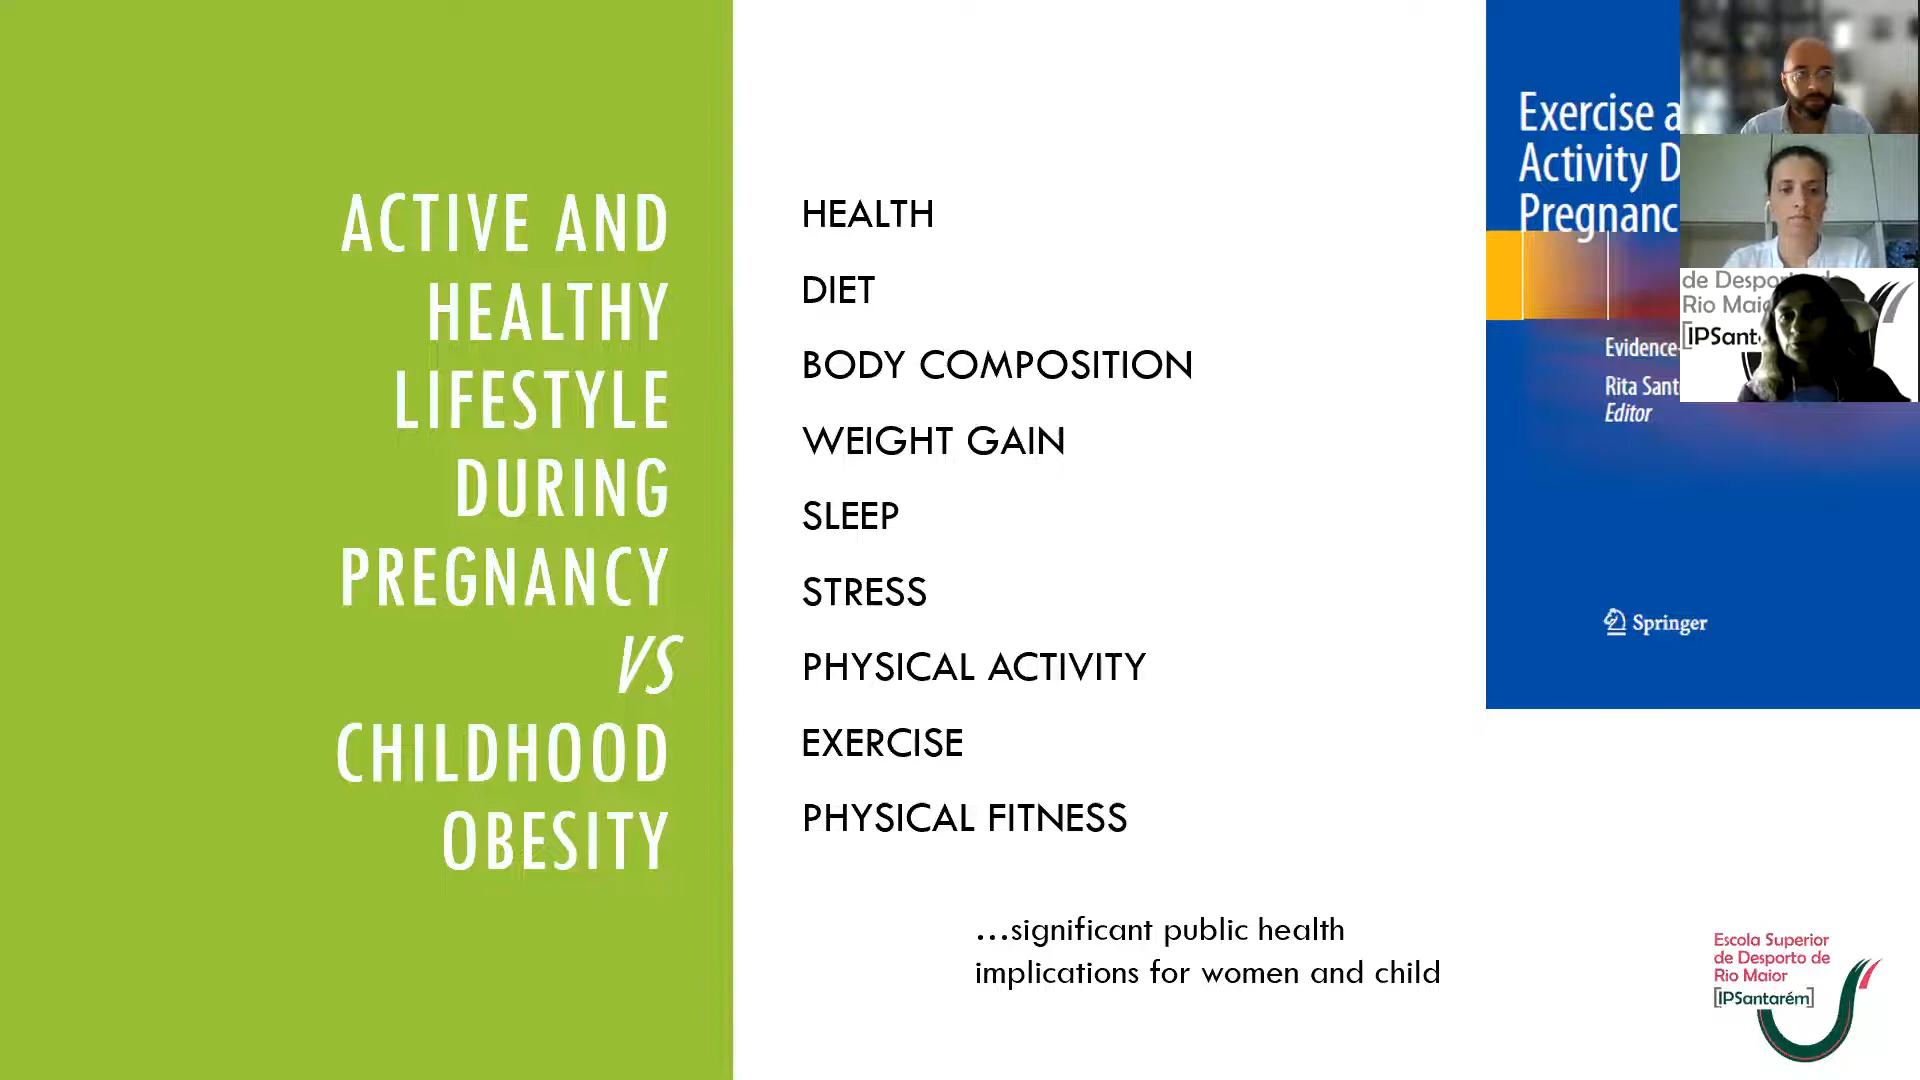 ACTIVE AND
HEALTHY
LIFESTYLE
DURING
PREGNANCY
VS
CHILDHOOD
OBESITY
HEALTH
DIET
BODY COMPOSITION
WEIGHT GAIN
SLEEP
STRESS
PHYSICAL ACTIVITY
EXERCISE
PHYSICAL FITNESS
...significant public health
implications for women and child
Exercise
Activity
Evidence-
Rita
Editor
Springer
de
Rio
Escola Superior
de Desporto de
Rio Maior
[IPSantarém]